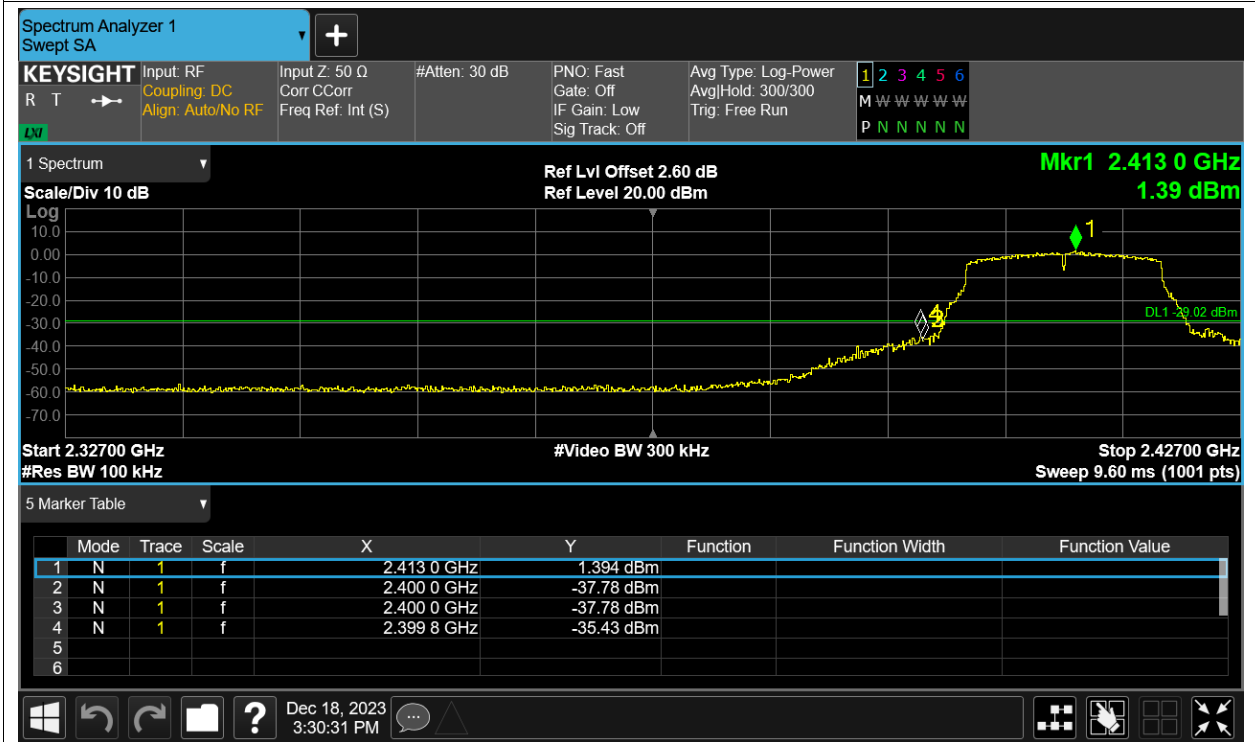 Spectrum Analyzer 1
Swept SA
+
KEYSIGHT
R T
LXI
Input: RF
Coupling: DC
Align: Auto/No RF
Input Z: 50 Ω
Corr CCorr
Freq Ref: Int (S)
#Atten: 30 dB
PNO: Fast
Gate: Off
IF Gain: Low
Sig Track: Off
Avg Type: Log-Power
Avg|Hold: 300/300
Trig: Free Run
1 2 3 4 5 6
M W W W W W
P N N N N N
1 Spectrum
Scale/Div 10 dB
Ref Lvl Offset 2.60 dB
Ref Level 20.00 dBm
Mkr1 2.413 0 GHz
1.39 dBm
Log
10.0
0.00
-10.0
-20.0
-30.0
-40.0
-50.0
-60.0
-70.0
1
DL1 -29.02 dBm
Start 2.32700 GHz
#Res BW 100 kHz
#Video BW 300 kHz
Stop 2.42700 GHz
Sweep 9.60 ms (1001 pts)
5 Marker Table
Mode Trace Scale X Y Function Function Width Function Value
1 N 1 f 2.413 0 GHz 1.394 dBm
2 N 1 f 2.400 0 GHz -37.78 dBm
3 N 1 f 2.400 0 GHz -37.78 dBm
4 N 1 f 2.399 8 GHz -35.43 dBm
5
6
?
Dec 18, 2023
3:30:31 PM